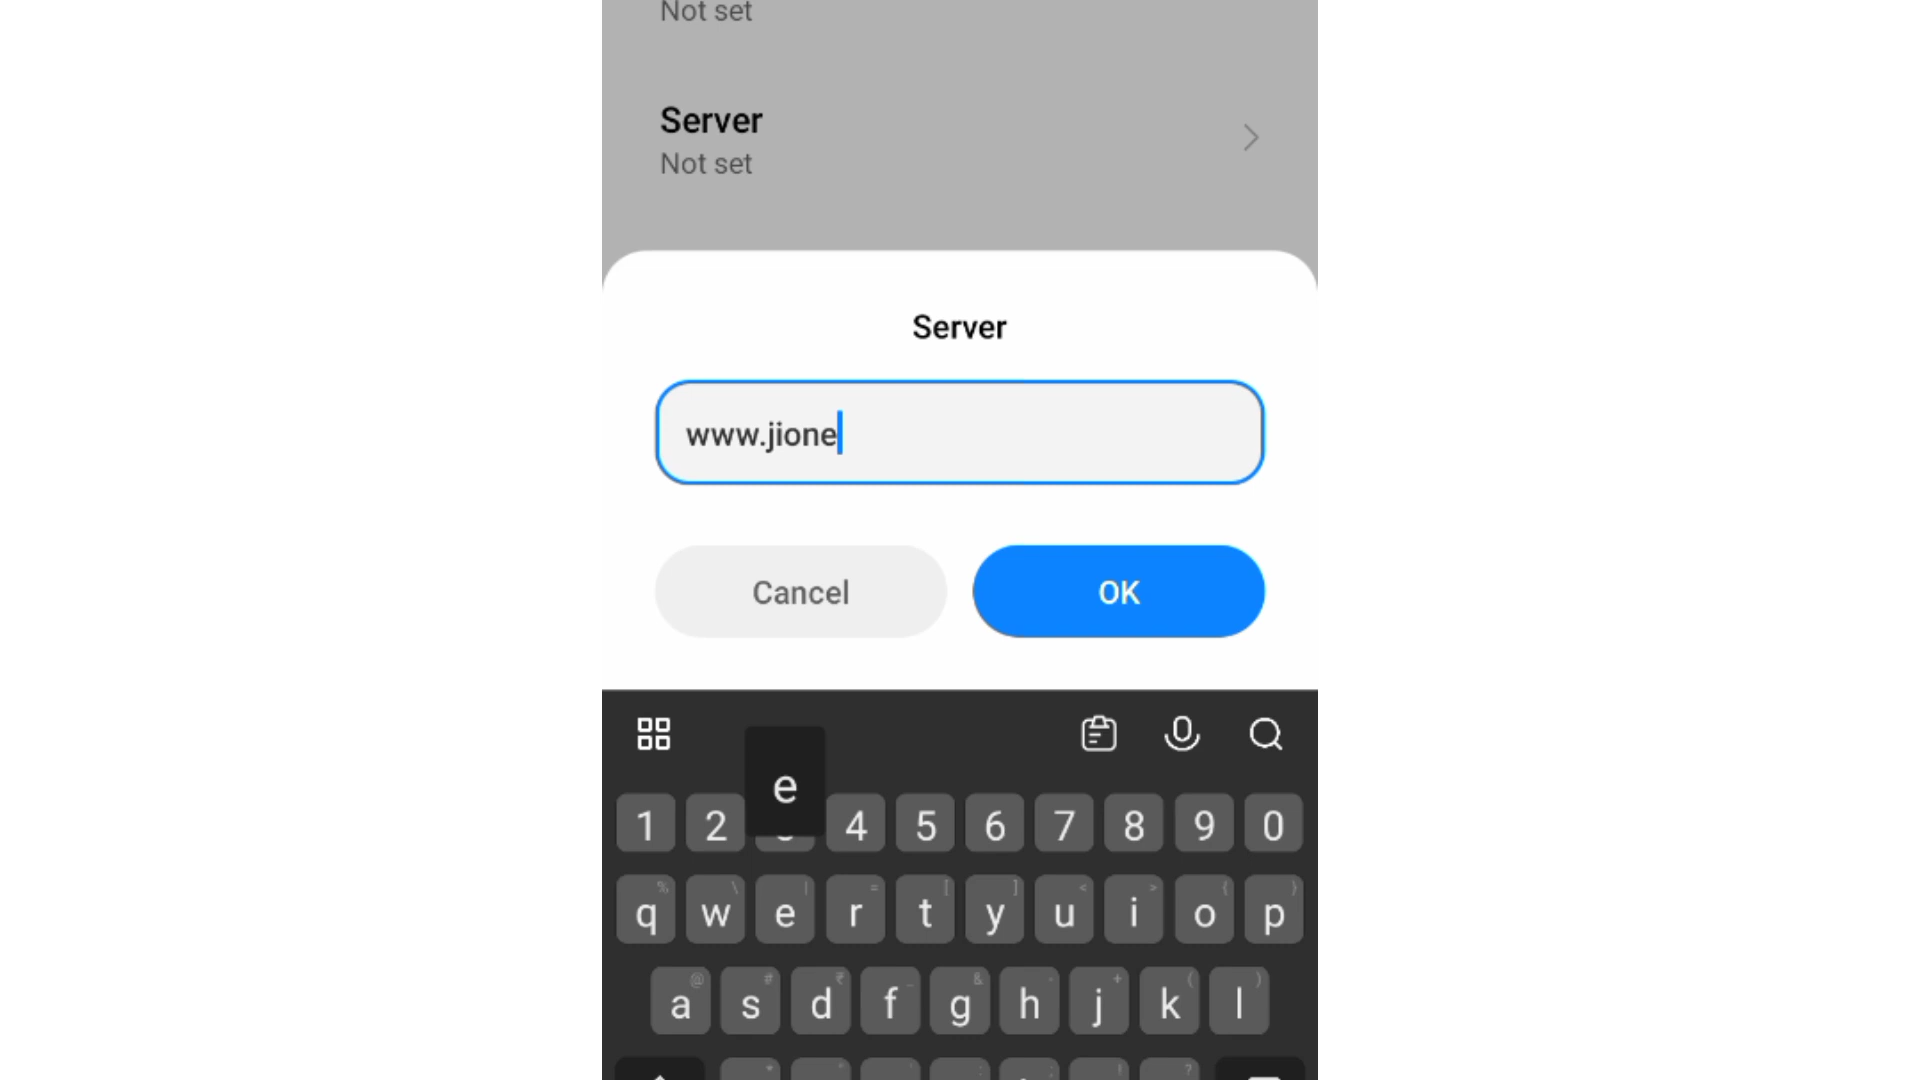 Not set
Server
Not set
Server
www.jione
Cancel
OK
e
1 2 4 5 6 7 8 9 0
% \ | = [ ] < > { }
q w e r t y u i o p
@ # ₹ _ & - + ( )
a s d f g h j k l